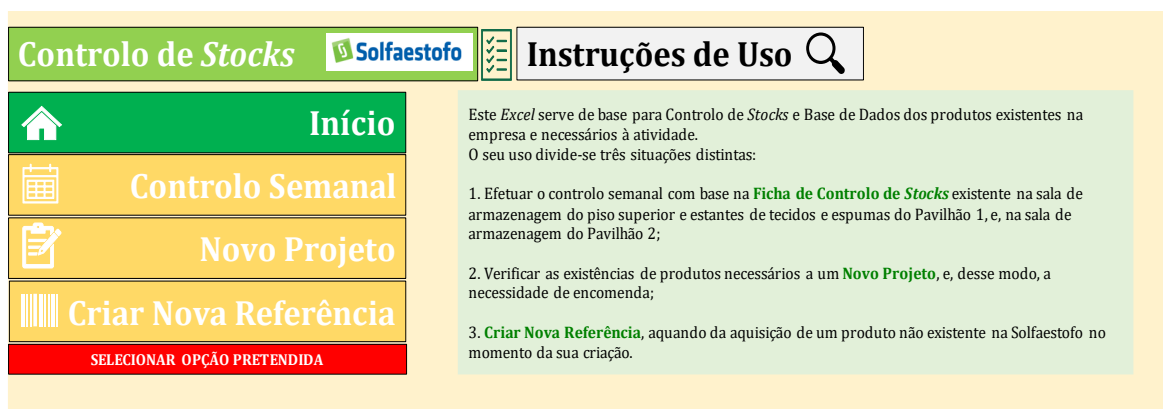 Controlo de Stocks
Solfaestofo
Instruções de Uso
Início
Controlo Semanal
Novo Projeto
Criar Nova Referência
SELECIONAR OPÇÃO PRETENDIDA
Este Excel serve de base para Controlo de Stocks e Base de Dados dos produtos existentes na
empresa e necessários à atividade.
O seu uso divide-se três situações distintas:
1. Efetuar o controlo semanal com base na Ficha de Controlo de Stocks existente na sala de
armazenagem do piso superior e estantes de tecidos e espumas do Pavilhão 1, e, na sala de
armazenagem do Pavilhão 2;
2. Verificar as existências de produtos necessários a um Novo Projeto, e, desse modo, a
necessidade de encomenda;
3. Criar Nova Referência, aquando da aquisição de um produto não existente na Solfaestofo no
momento da sua criação.